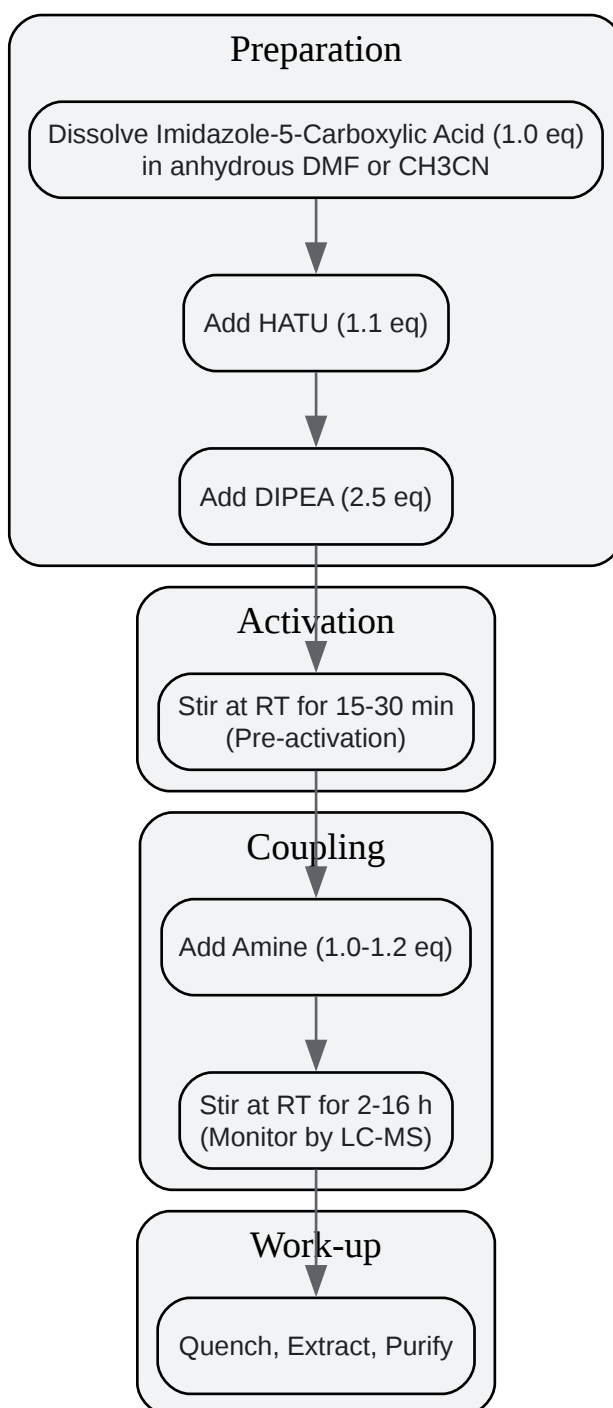 Preparation
Dissolve Imidazole-5-Carboxylic Acid (1.0 eq)
in anhydrous DMF or CH3CN
Add HATU (1.1 eq)
Add DIPEA (2.5 eq)
Activation
Stir at RT for 15-30 min
(Pre-activation)
Coupling
Add Amine (1.0-1.2 eq)
Stir at RT for 2-16 h
(Monitor by LC-MS)
Work-up
Quench, Extract, Purify